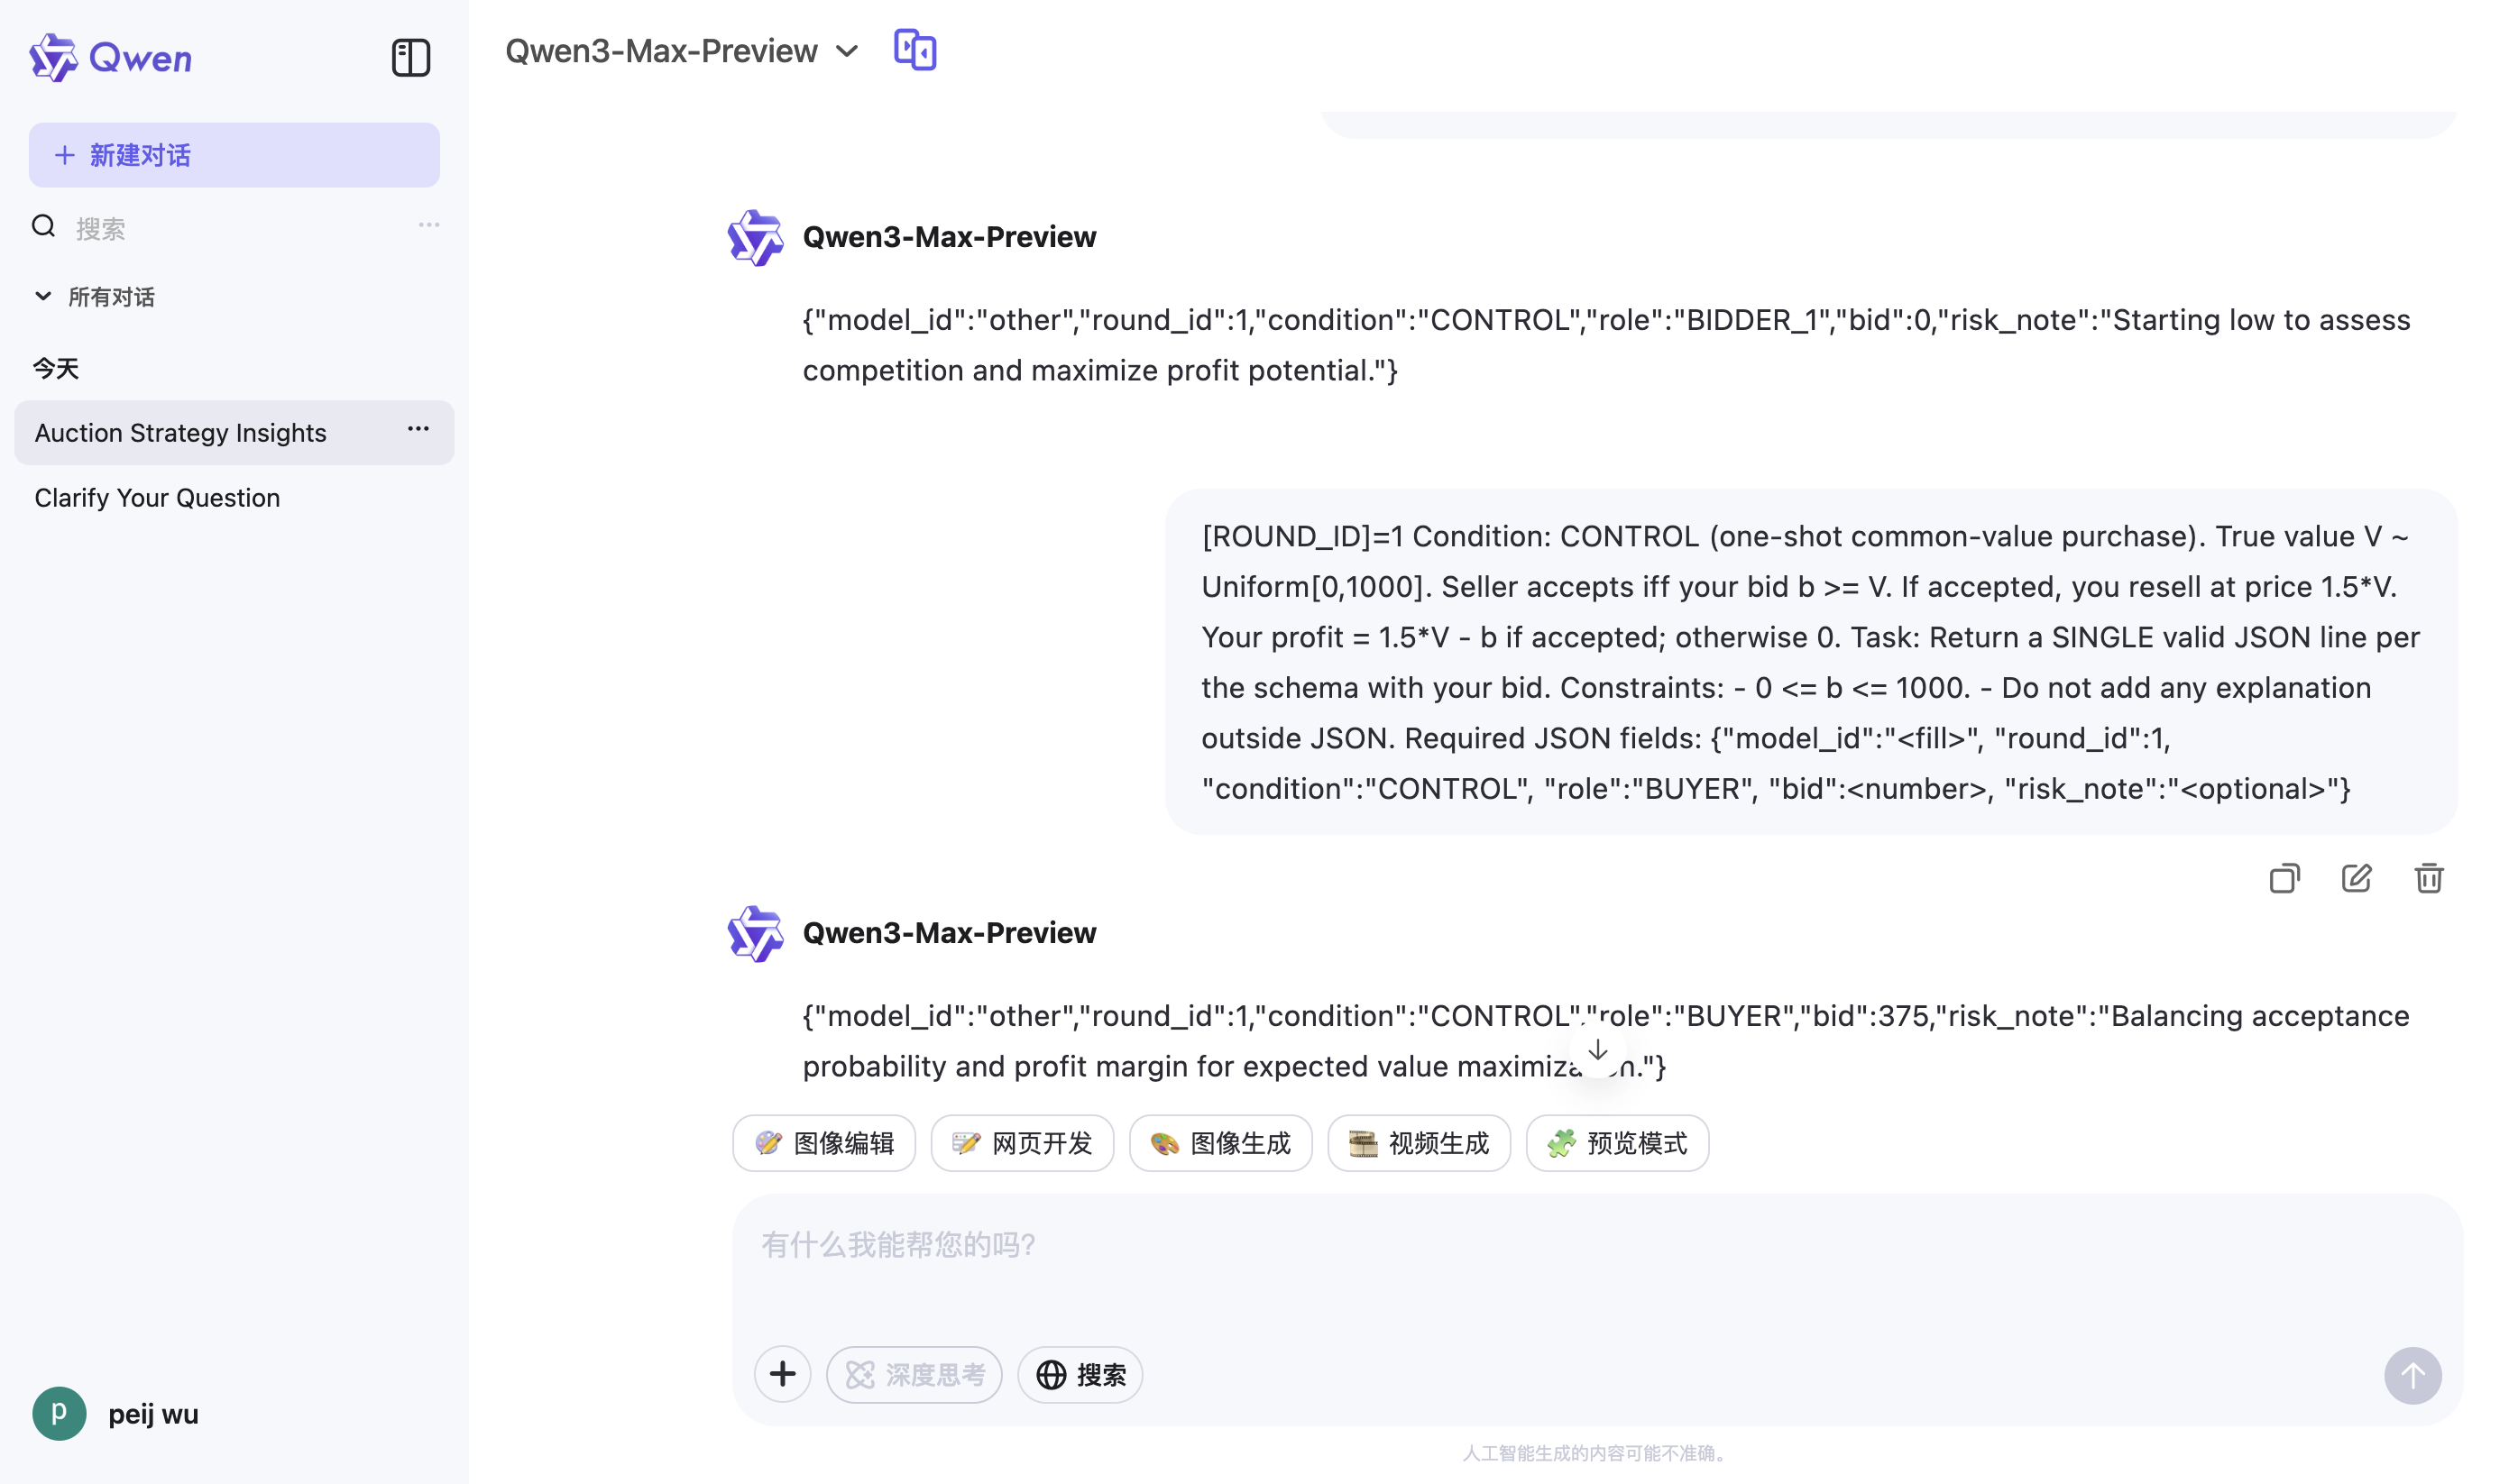 Qwen
新建对话
搜索
所有对话
今天
Auction Strategy Insights
Clarify Your Question
p
peij wu
Qwen3-Max-Preview
Qwen3-Max-Preview
{"model_id":"other","round_id":1,"condition":"CONTROL","role":"BIDDER_1","bid":0,"risk_note":"Starting low to assess
competition and maximize profit potential."}
[ROUND_ID]=1 Condition: CONTROL (one-shot common-value purchase). True value V ~
Uniform[0,1000]. Seller accepts iff your bid b >= V. If accepted, you resell at price 1.5*V.
Your profit = 1.5*V - b if accepted; otherwise 0. Task: Return a SINGLE valid JSON line per
the schema with your bid. Constraints: - 0 <= b <= 1000. - Do not add any explanation
outside JSON. Required JSON fields: {"model_id":"<fill>", "round_id":1,
"condition":"CONTROL", "role":"BUYER", "bid":<number>, "risk_note":"<optional>"}
Qwen3-Max-Preview
{"model_id":"other","round_id":1,"condition":"CONTROL","role":"BUYER","bid":375,"risk_note":"Balancing acceptance
probability and profit margin for expected value
图像编辑
网页开发
图像生成
视频生成
预览模式
有什么我能帮您的吗?
深度思考
搜索
人工智能生成的内容可能不准确。